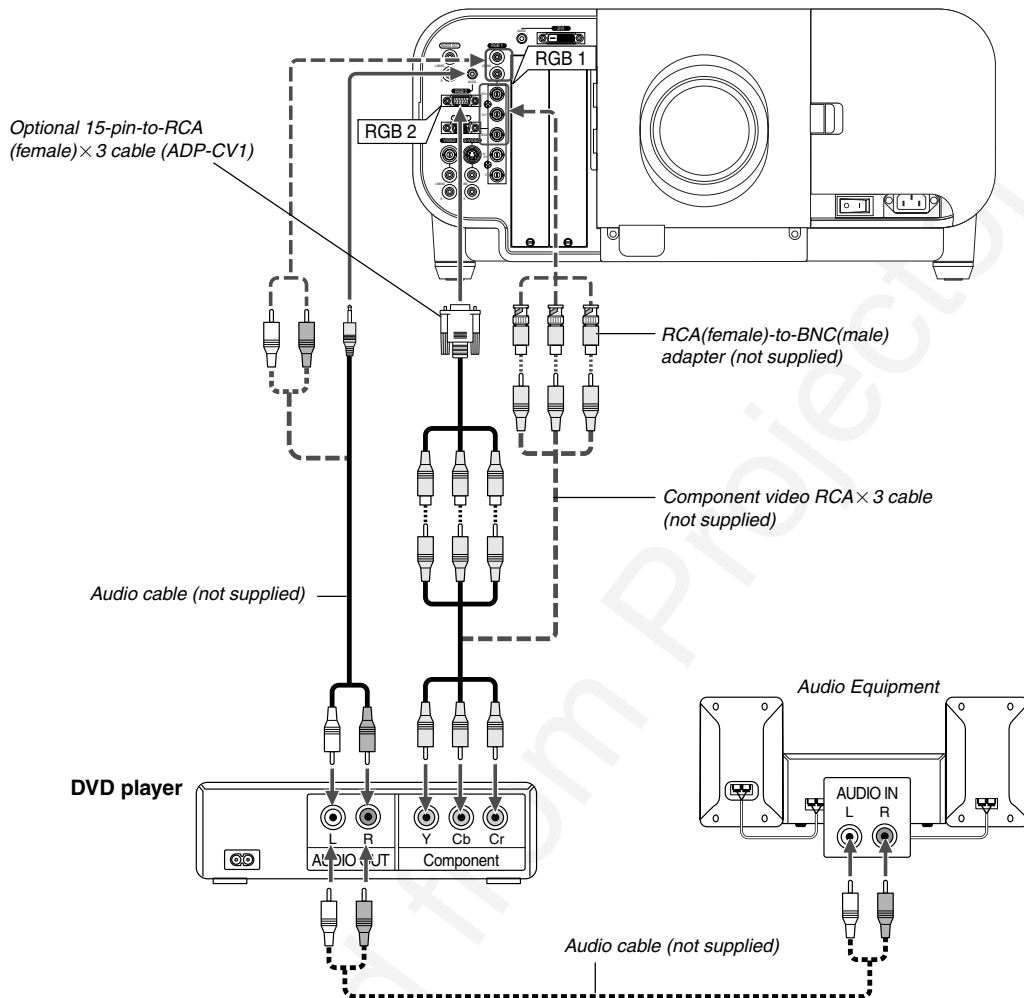 RGB 1
RGB 2
Optional 15-pin-to-RCA
(female)×3 cable (ADP-CV1)
RCA(female)-to-BNC(male)
adapter (not supplied)
Component video RCA×3 cable
(not supplied)
Audio cable (not supplied)
Audio Equipment
DVD player
AUDIO IN
L R
L R
Y Cb Cr
AUDIO OUT
Component
Audio cable (not supplied)